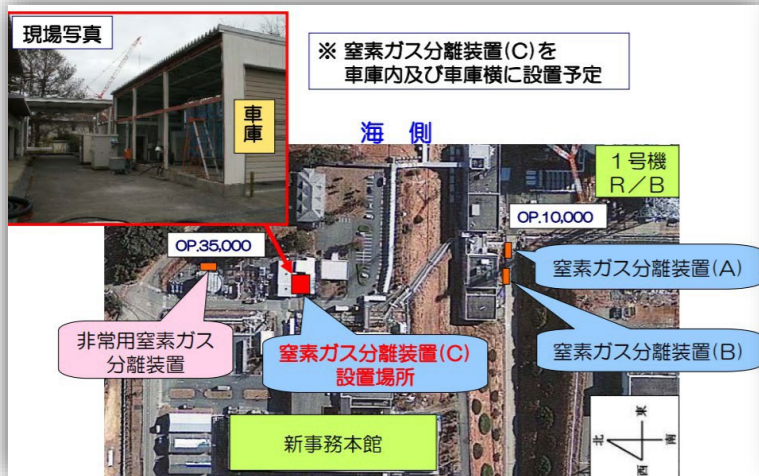 現場写真
車庫
※ 窒素ガス分離装置(C)を
車庫内及び車庫横に設置予定
海 側
1号機
R/B
OP.10,000
OP.35,000
窒素ガス分離装置(A)
窒素ガス分離装置(B)
非常用窒素ガス
分離装置
窒素ガス分離装置(C)
設置場所
新事務本館
東
北
南
西